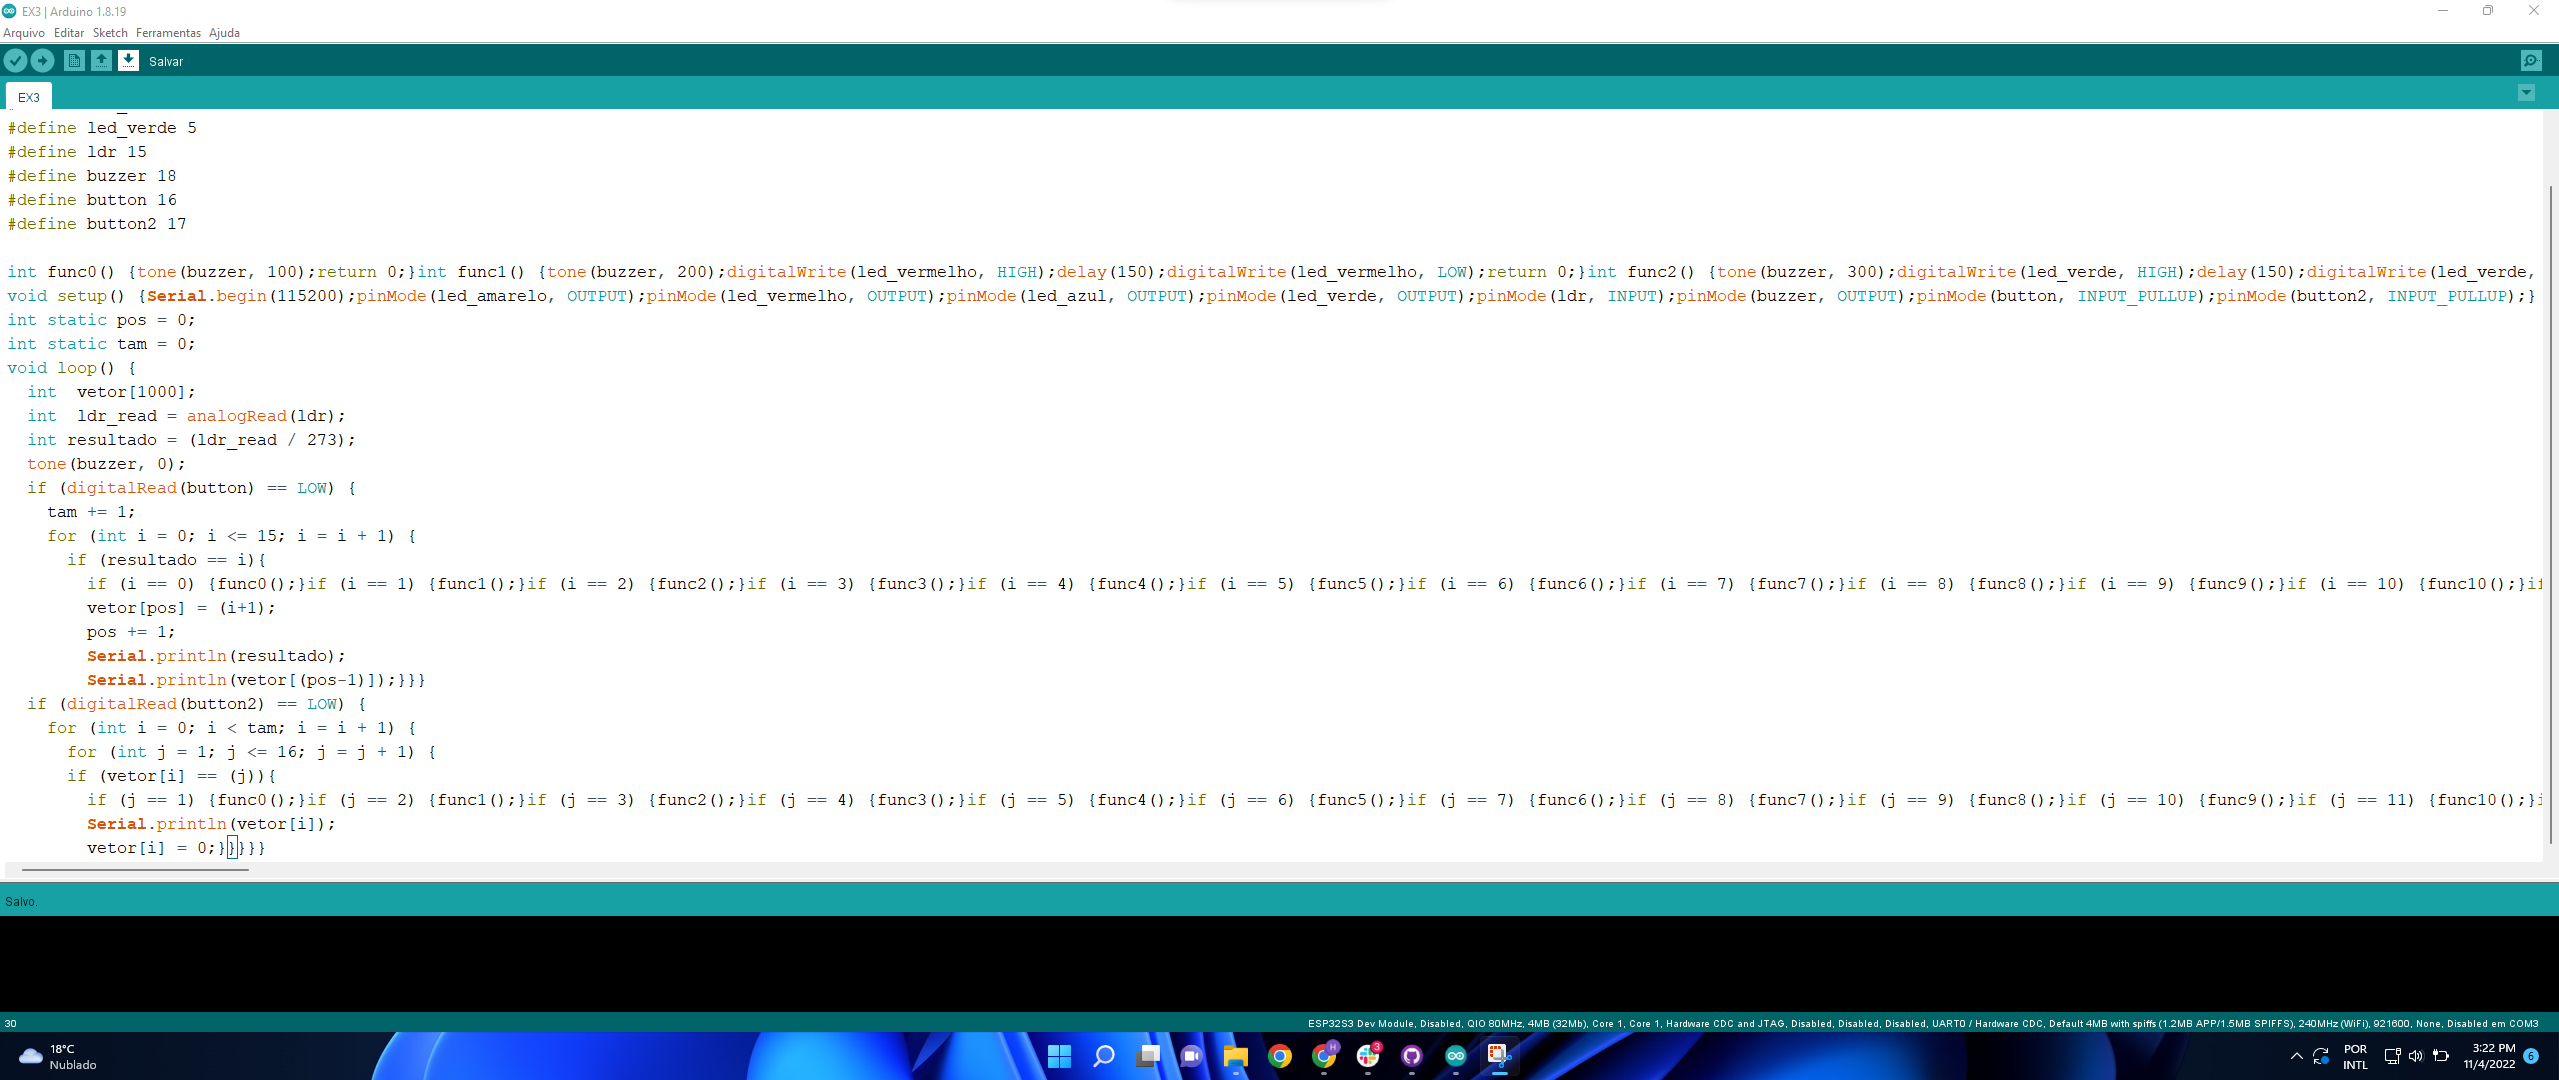 EX3 | Arduino 1.8.19
Arquivo Editar Sketch Ferramentas Ajuda
Salvar
EX3
#define led_verde 5
#define ldr 15
#define buzzer 18
#define button 16
#define button2 17
int func0() {tone(buzzer, 100);return 0;}int func1() {tone(buzzer, 200);digitalWrite(led_vermelho, HIGH);delay(150);digitalWrite(led_vermelho, LOW);return 0;}int func2() {tone(buzzer, 300);digitalWrite(led_verde, HIGH);delay(150);digitalWrite(led_verde,
void setup() {Serial.begin(115200);pinMode(led_amarelo, OUTPUT);pinMode(led_vermelho, OUTPUT);pinMode(led_azul, OUTPUT);pinMode(led_verde, OUTPUT);pinMode(ldr, INPUT);pinMode(buzzer, OUTPUT);pinMode(button, INPUT_PULLUP);pinMode(button2, INPUT_PULLUP);}
int static pos = 0;
int static tam = 0;
void loop() {
  int  vetor[1000];
  int  ldr_read = analogRead(ldr);
  int resultado = (ldr_read / 273);
  tone(buzzer, 0);
  if (digitalRead(button) == LOW) {
    tam += 1;
    for (int i = 0; i <= 15; i = i + 1) {
      if (resultado == i){
        if (i == 0) {func0();}if (i == 1) {func1();}if (i == 2) {func2();}if (i == 3) {func3();}if (i == 4) {func4();}if (i == 5) {func5();}if (i == 6) {func6();}if (i == 7) {func7();}if (i == 8) {func8();}if (i == 9) {func9();}if (i == 10) {func10();}if
        vetor[pos] = (i+1);
        pos += 1;
        Serial.println(resultado);
        Serial.println(vetor[(pos-1)]);}}}
  if (digitalRead(button2) == LOW) {
    for (int i = 0; i < tam; i = i + 1) {
      for (int j = 1; j <= 16; j = j + 1) {
      if (vetor[i] == (j)){
        if (j == 1) {func0();}if (j == 2) {func1();}if (j == 3) {func2();}if (j == 4) {func3();}if (j == 5) {func4();}if (j == 6) {func5();}if (j == 7) {func6();}if (j == 8) {func7();}if (j == 9) {func8();}if (j == 10) {func9();}if (j == 11) {func10();}i
        Serial.println(vetor[i]);
        vetor[i] = 0;}}}}}
Salvo.
30
ESP32S3 Dev Module, Disabled, QIO 80MHz, 4MB (32Mb), Core 1, Core 1, Hardware CDC and JTAG, Disabled, Disabled, Disabled, UART0 / Hardware CDC, Default 4MB with spiffs (1.2MB APP/1.5MB SPIFFS), 240MHz (WiFi), 921600, None, Disabled em COM3
18°C
Nublado
H
3
POR
INTL
3:22 PM
11/4/2022
6